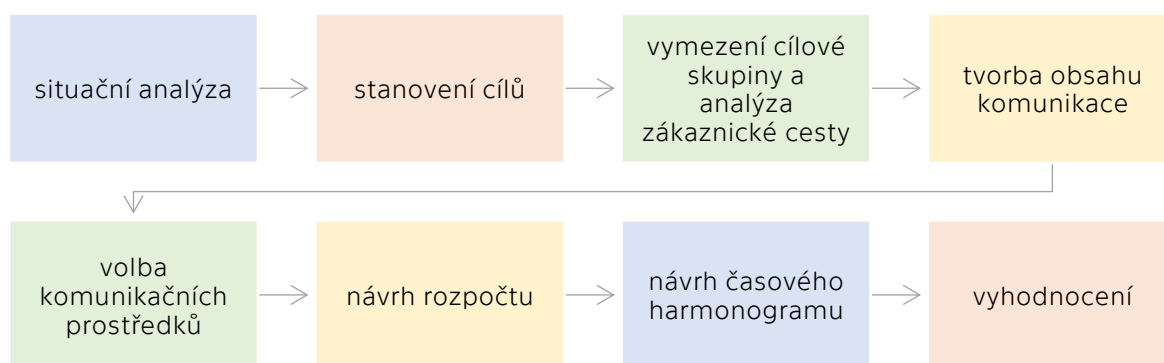 situační analýza
stanovení cílů
vymezení cílové
skupiny a
analýza
zákaznické cesty
tvorba obsahu
komunikace
volba
komunikačních
prostředků
návrh rozpočtu
návrh časového
harmonogramu
vyhodnocení